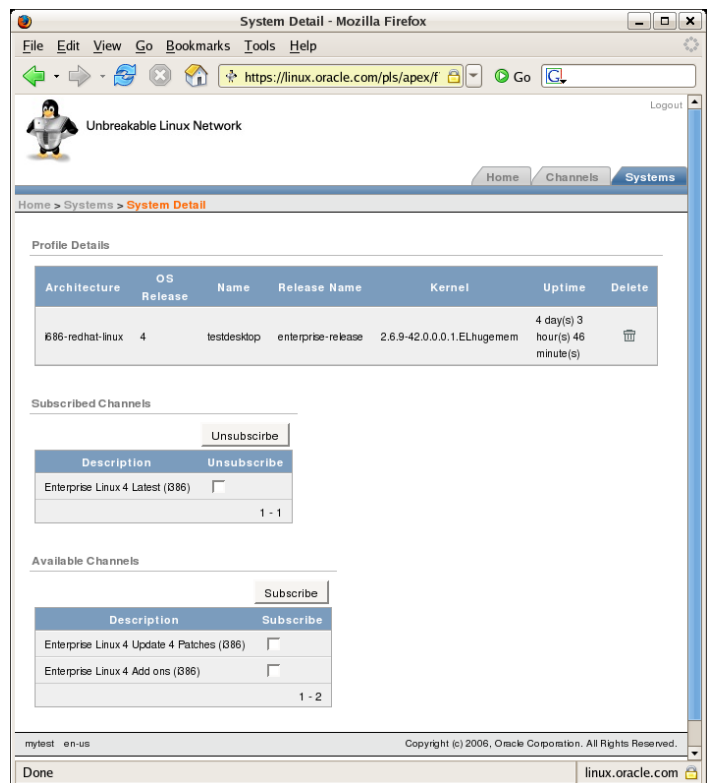 System Detail - Mozilla Firefox
File Edit View Go Bookmarks Tools Help
https://linux.oracle.com/pls/apex/f
Go
G
Logout
Unbreakable Linux Network
Home Channels Systems
Home > Systems > System Detail
Profile Details
Architecture OS Release Name Release Name Kernel Uptime Delete
i686-redhat-linux 4 testdesktop enterprise-release 2.6.9-42.0.0.0.1.ELhugemem 4 day(s) 3 hour(s) 46 minute(s)
Subscribed Channels
Unsubscirbe
Description Unsubscribe
Enterprise Linux 4 Latest (i386)
1 - 1
Available Channels
Subscribe
Description Subscribe
Enterprise Linux 4 Update 4 Patches (i386)
Enterprise Linux 4 Add ons (i386)
1 - 2
mytest en-us Copyright (c) 2006, Oracle Corporation. All Rights Reserved.
Done linux.oracle.com